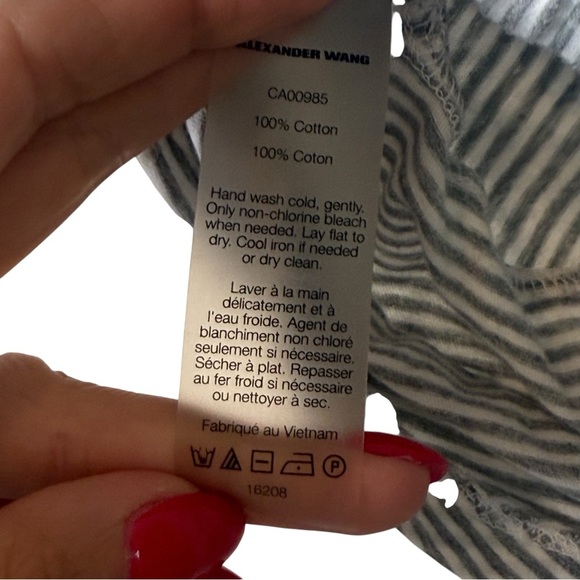 ALEXANDER WANG
CA00985
100% Cotton
100% Coton
Hand wash cold, gently.
Only non-chlorine bleach
when needed. Lay flat to
dry. Cool iron if needed
or dry clean.
Laver à la main
délicatement et à
l'eau froide. Agent de
blanchiment non chloré
seulement si nécessaire.
Sécher à plat. Repasser
au fer froid si nécessaire
ou nettoyer à sec.
Fabriqué au Vietnam
P
16208